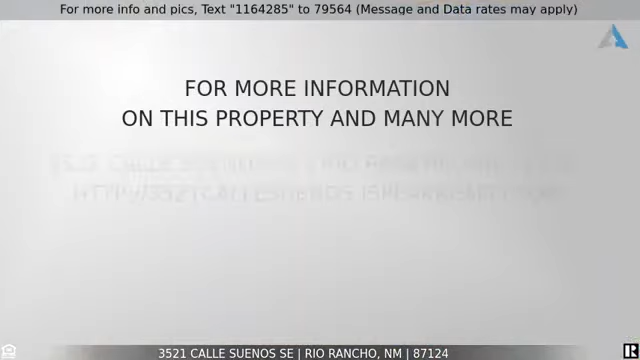 For more info and pics, Text "1164285" to 79564 (Message and Data rates may apply)
FOR MORE INFORMATION
ON THIS PROPERTY AND MANY MORE
3521 CALLE SUENOS SE | RIO RANCHO, NM | 87124